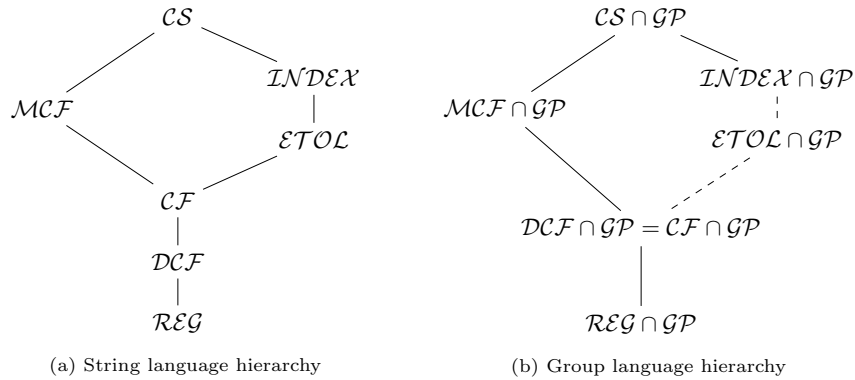 𝒞𝒮
ℐ𝒩𝒟ℰ𝒳
ℳ𝒞ℱ
ℰ𝒯𝒪ℒ
𝒞ℱ
𝒟𝒞ℱ
ℛℰ𝒢
(a) String language hierarchy
𝒞𝒮 ∩ 𝒢𝒫
ℐ𝒩𝒟ℰ𝒳 ∩ 𝒢𝒫
ℳ𝒞ℱ ∩ 𝒢𝒫
ℰ𝒯𝒪ℒ ∩ 𝒢𝒫
𝒟𝒞ℱ ∩ 𝒢𝒫 = 𝒞ℱ ∩ 𝒢𝒫
ℛℰ𝒢 ∩ 𝒢𝒫
(b) Group language hierarchy